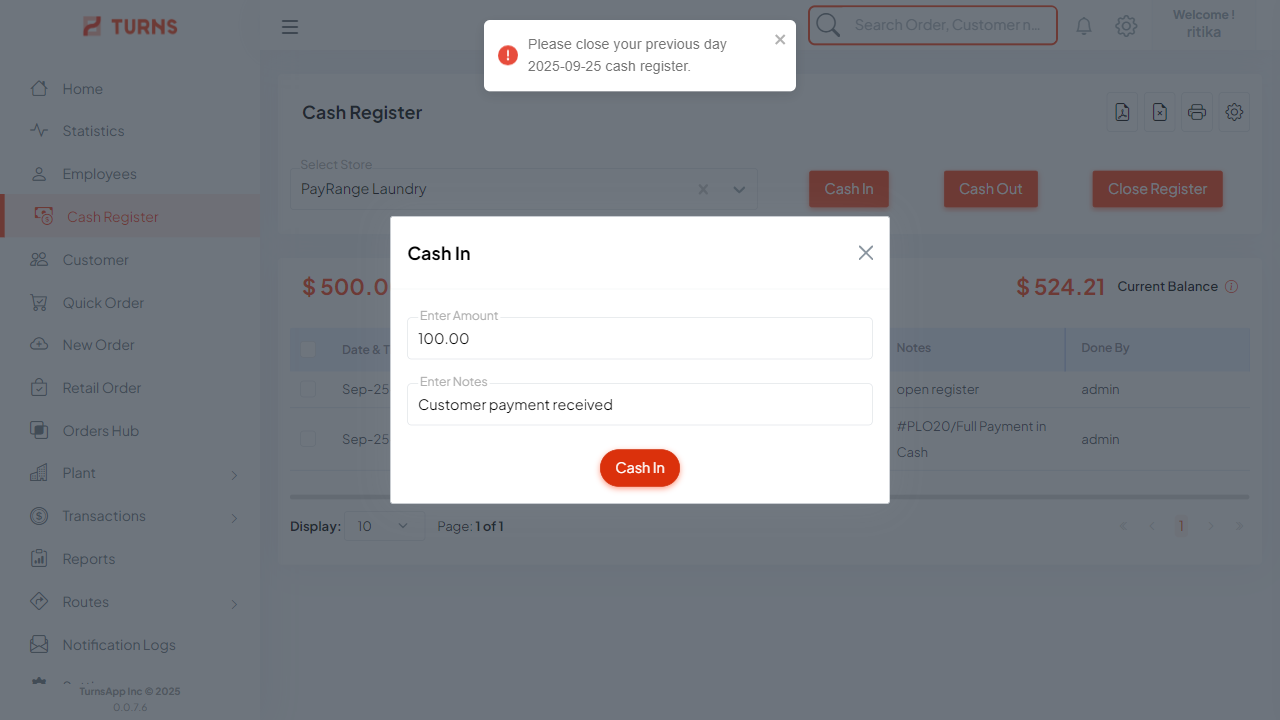 TURNS
Search Order, Customer n...
Welcome !
ritika
Please close your previous day
2025-09-25 cash register.
Home
Statistics
Employees
Cash Register
Customer
Quick Order
New Order
Retail Order
Orders Hub
Plant
Transactions
Reports
Routes
Notification Logs
TurnsApp Inc © 2025
0.0.7.6
Cash Register
Select Store
PayRange Laundry
Cash In
Cash Out
Close Register
$ 500.0
$ 524.21 Current Balance
Date & T
Notes
Done By
Sep-25
open register
admin
Sep-25
#PLO20/Full Payment in
Cash
admin
Display: 10
Page: 1 of 1
1
Cash In
Enter Amount
100.00
Enter Notes
Customer payment received
Cash In